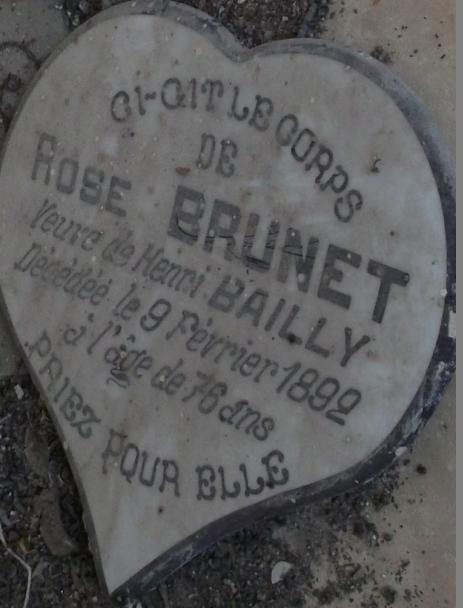 CI-GIT LE CORPS
DE
ROSE BRUNET
Veuve de Henri BAILLY
Décédée le 9 Février 1892
à l'âge de 76 ans
PRIEZ POUR ELLE